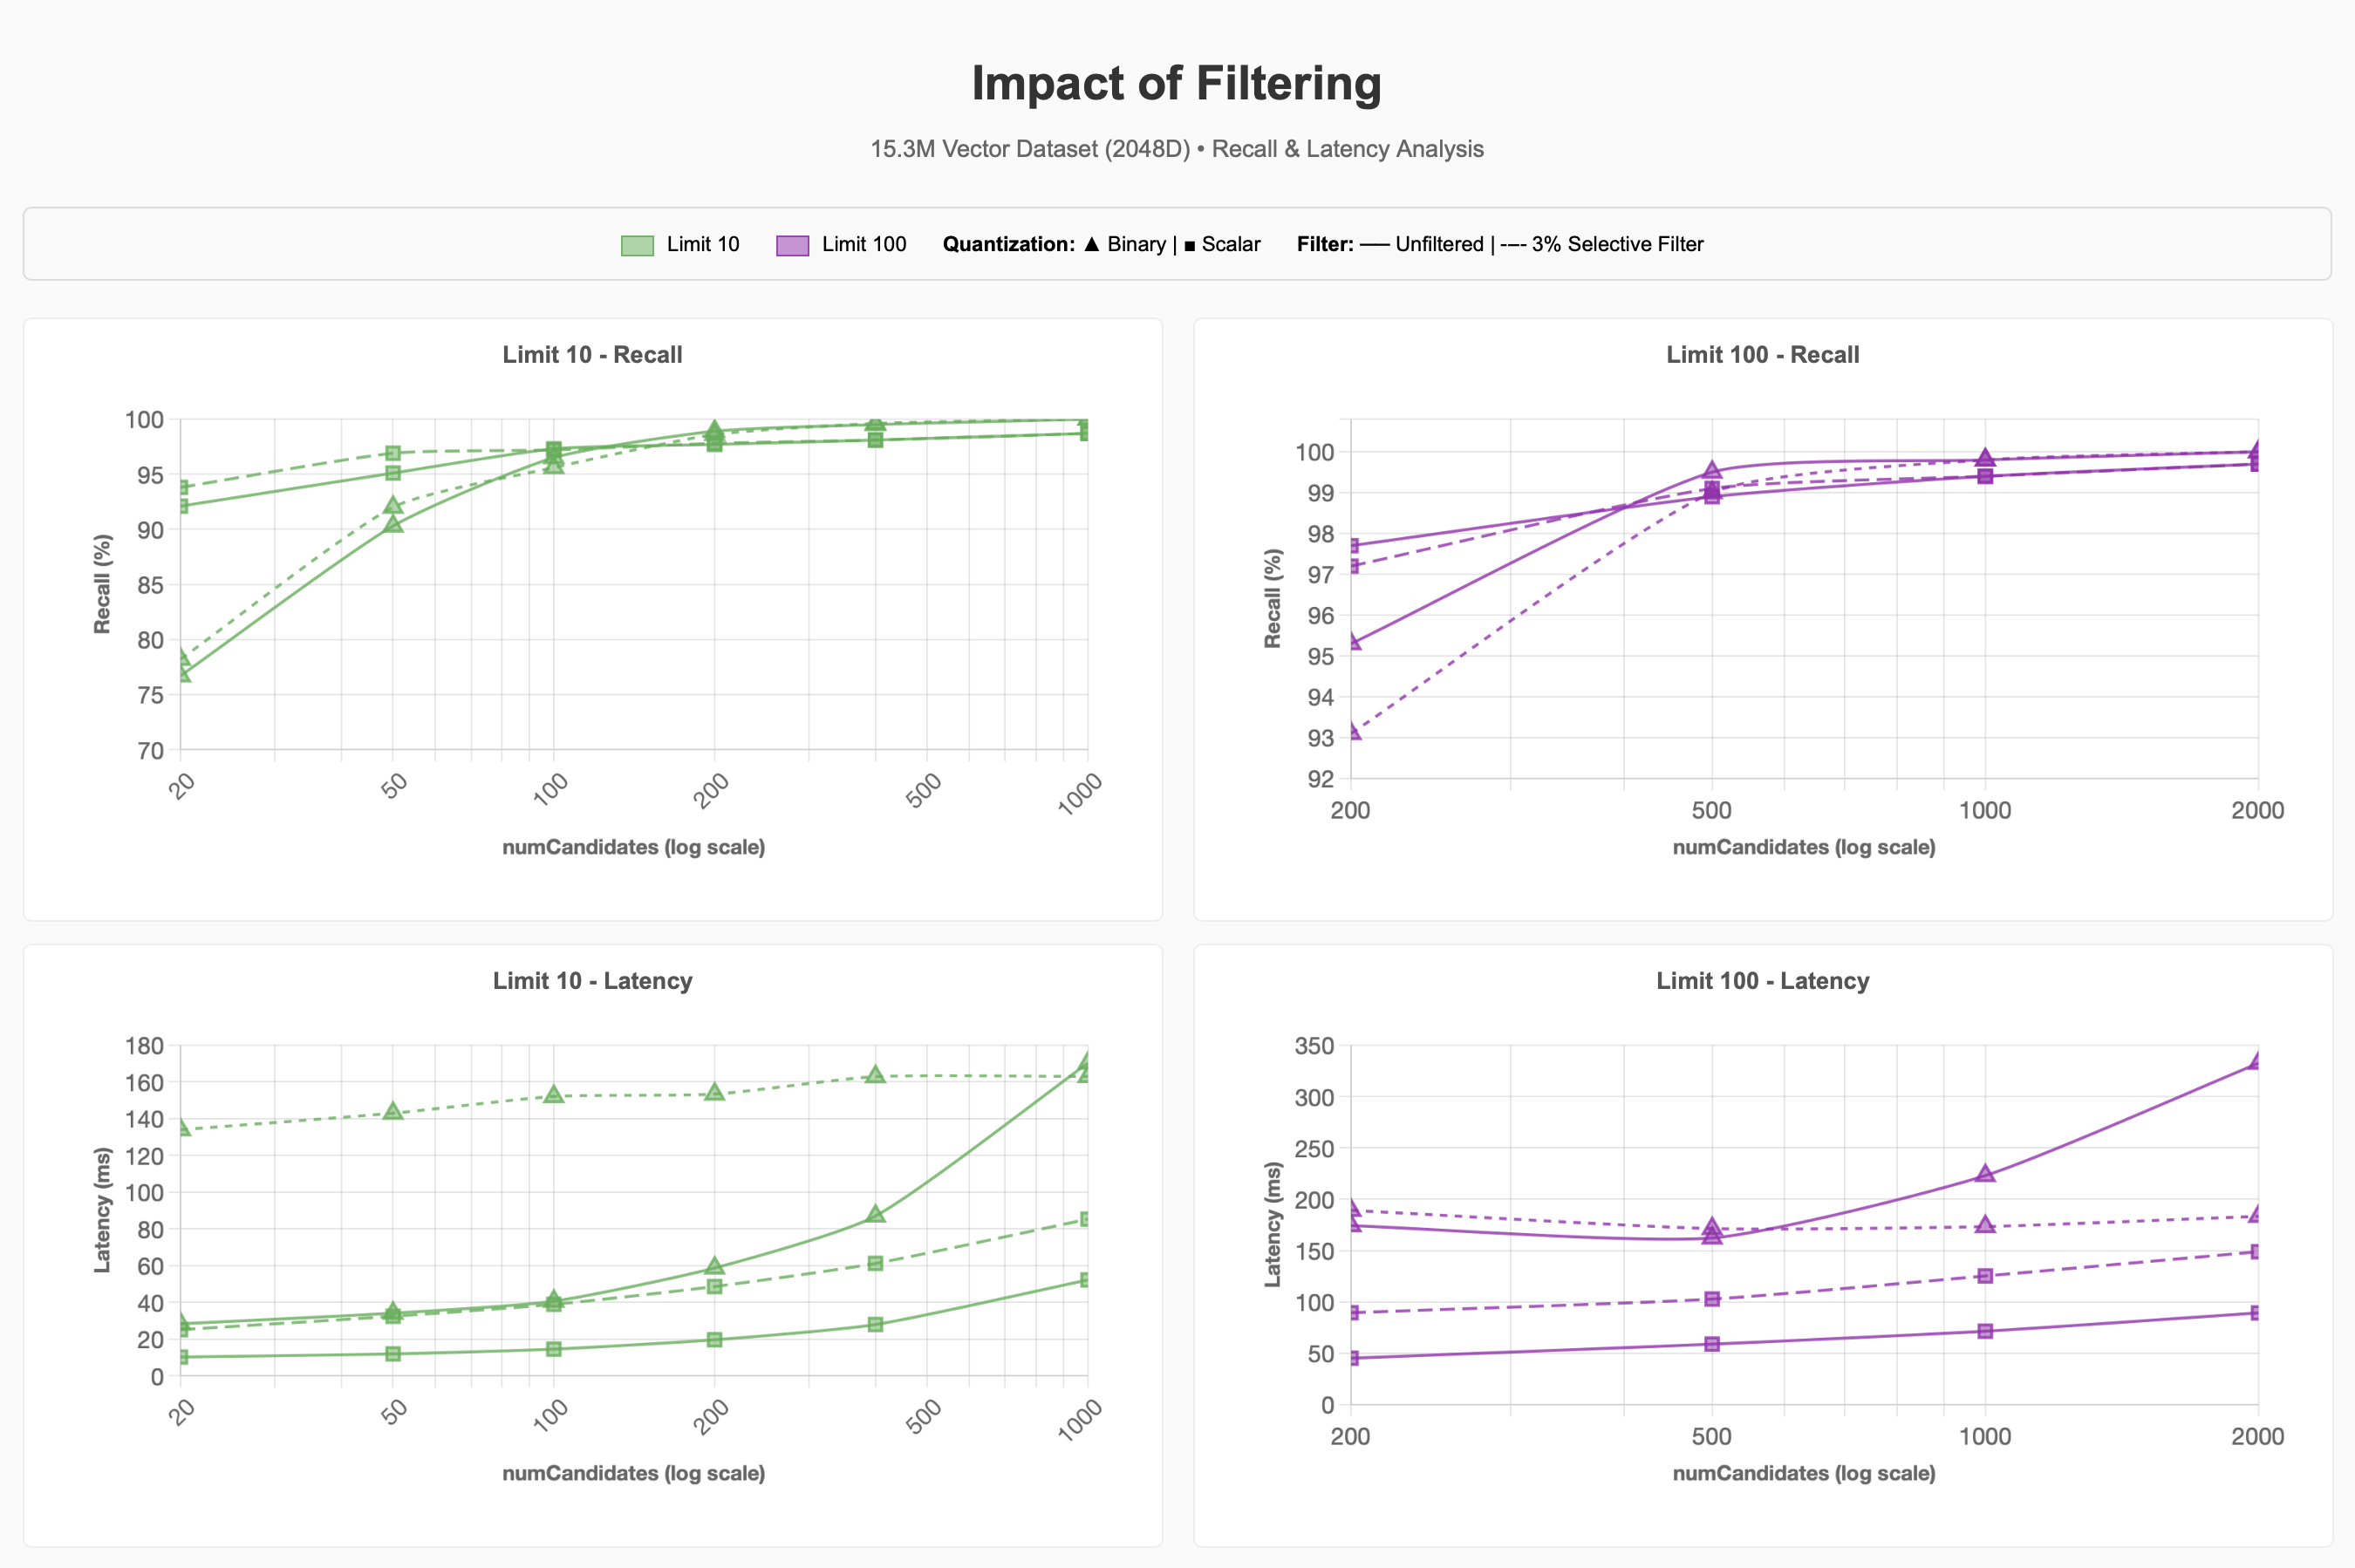 Impact of Filtering
15.3M Vector Dataset (2048D) • Recall & Latency Analysis
Limit 10 Limit 100 Quantization: ▲ Binary | ■ Scalar Filter: —— Unfiltered | --- 3% Selective Filter
Limit 10 - Recall
100
95
90
85
80
75
70
Recall (%)
20 50 100 200 500 1000
numCandidates (log scale)
Limit 100 - Recall
100
99
98
97
96
95
94
93
92
Recall (%)
200 500 1000 2000
numCandidates (log scale)
Limit 10 - Latency
180
160
140
120
100
80
60
40
20
0
Latency (ms)
20 50 100 200 500 1000
numCandidates (log scale)
Limit 100 - Latency
350
300
250
200
150
100
50
0
Latency (ms)
200 500 1000 2000
numCandidates (log scale)